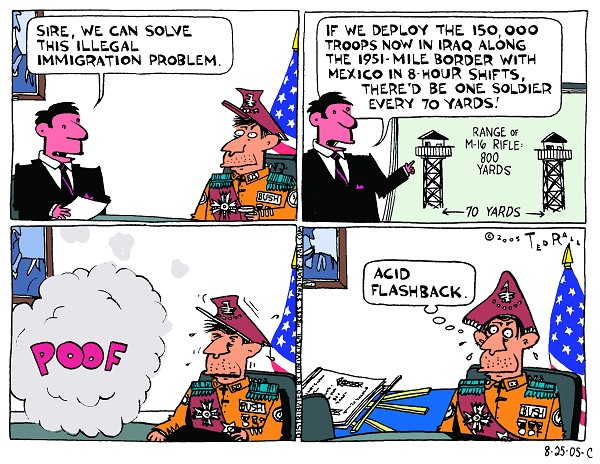 SIRE, WE CAN SOLVE
THIS ILLEGAL
IMMIGRATION PROBLEM.
BUSH
IF WE DEPLOY THE 150,000
TROOPS NOW IN IRAQ ALONG
THE 1951-MILE BORDER WITH
MEXICO IN 8-HOUR SHIFTS,
THERE'D BE ONE SOLDIER
EVERY 70 YARDS!
RANGE OF
M-16 RIFLE:
800
YARDS
70 YARDS
POOF
BUSH
©2005 TED RALL
ACID
FLASHBACK.
BUSH
8-25-05-C